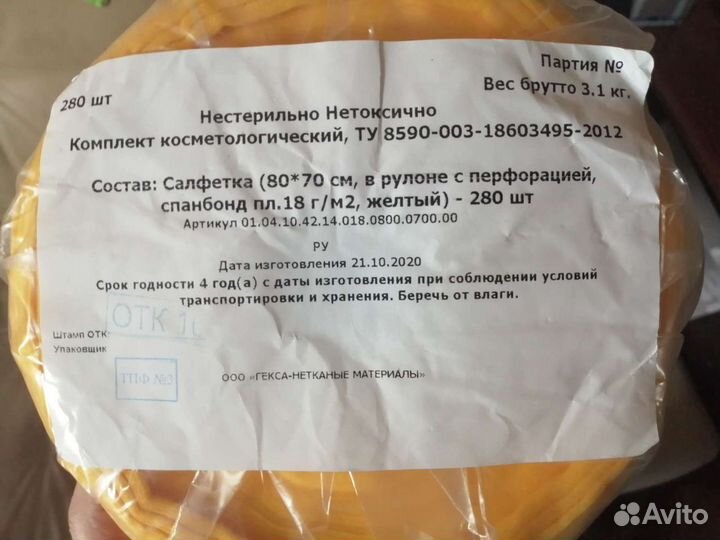 280 шт
Партия №
Вес брутто 3.1 кг.
Нестерильно Нетоксично
Комплект косметологический, ТУ 8590-003-18603495-2012
Состав: Салфетка (80*70 см, в рулоне с перфорацией,
спанбонд пл.18 г/м2, желтый) - 280 шт
Артикул 01.04.10.42.14.018.0800.0700.00
РУ
Дата изготовления 21.10.2020
Срок годности 4 год(а) с даты изготовления при соблюдении условий
транспортировки и хранения. Беречь от влаги.
ОТК
Штамп ОТК:
Упаковщик
ТПФ №3
ООО «ГЕКСА-НЕТКАНЫЕ МАТЕРИАЛЫ»
Avito